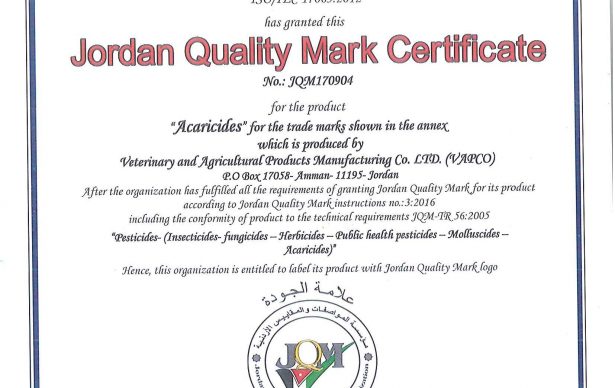 ISO/IEC 17065:2012
has granted this
Jordan Quality Mark Certificate
No.: JQM170904
for the product
“Acaricides” for the trade marks shown in the annex
which is produced by
Veterinary and Agricultural Products Manufacturing Co. LTD. (VAPCO)
P.O Box 17058- Amman- 11195- Jordan
After the organization has fulfilled all the requirements of granting Jordan Quality Mark for its product
according to Jordan Quality Mark instructions no.:3:2016
including the conformity of product to the technical requirements JQM-TR 56:2005
“Pesticides- (Insecticides- fungicides – Herbicides – Public health pesticides – Molluscides –
Acaricides)”
Hence, this organization is entitled to label its product with Jordan Quality Mark logo
علامة الجودة
مؤسسة المواصفات والمقاييس الأردنية
JQM